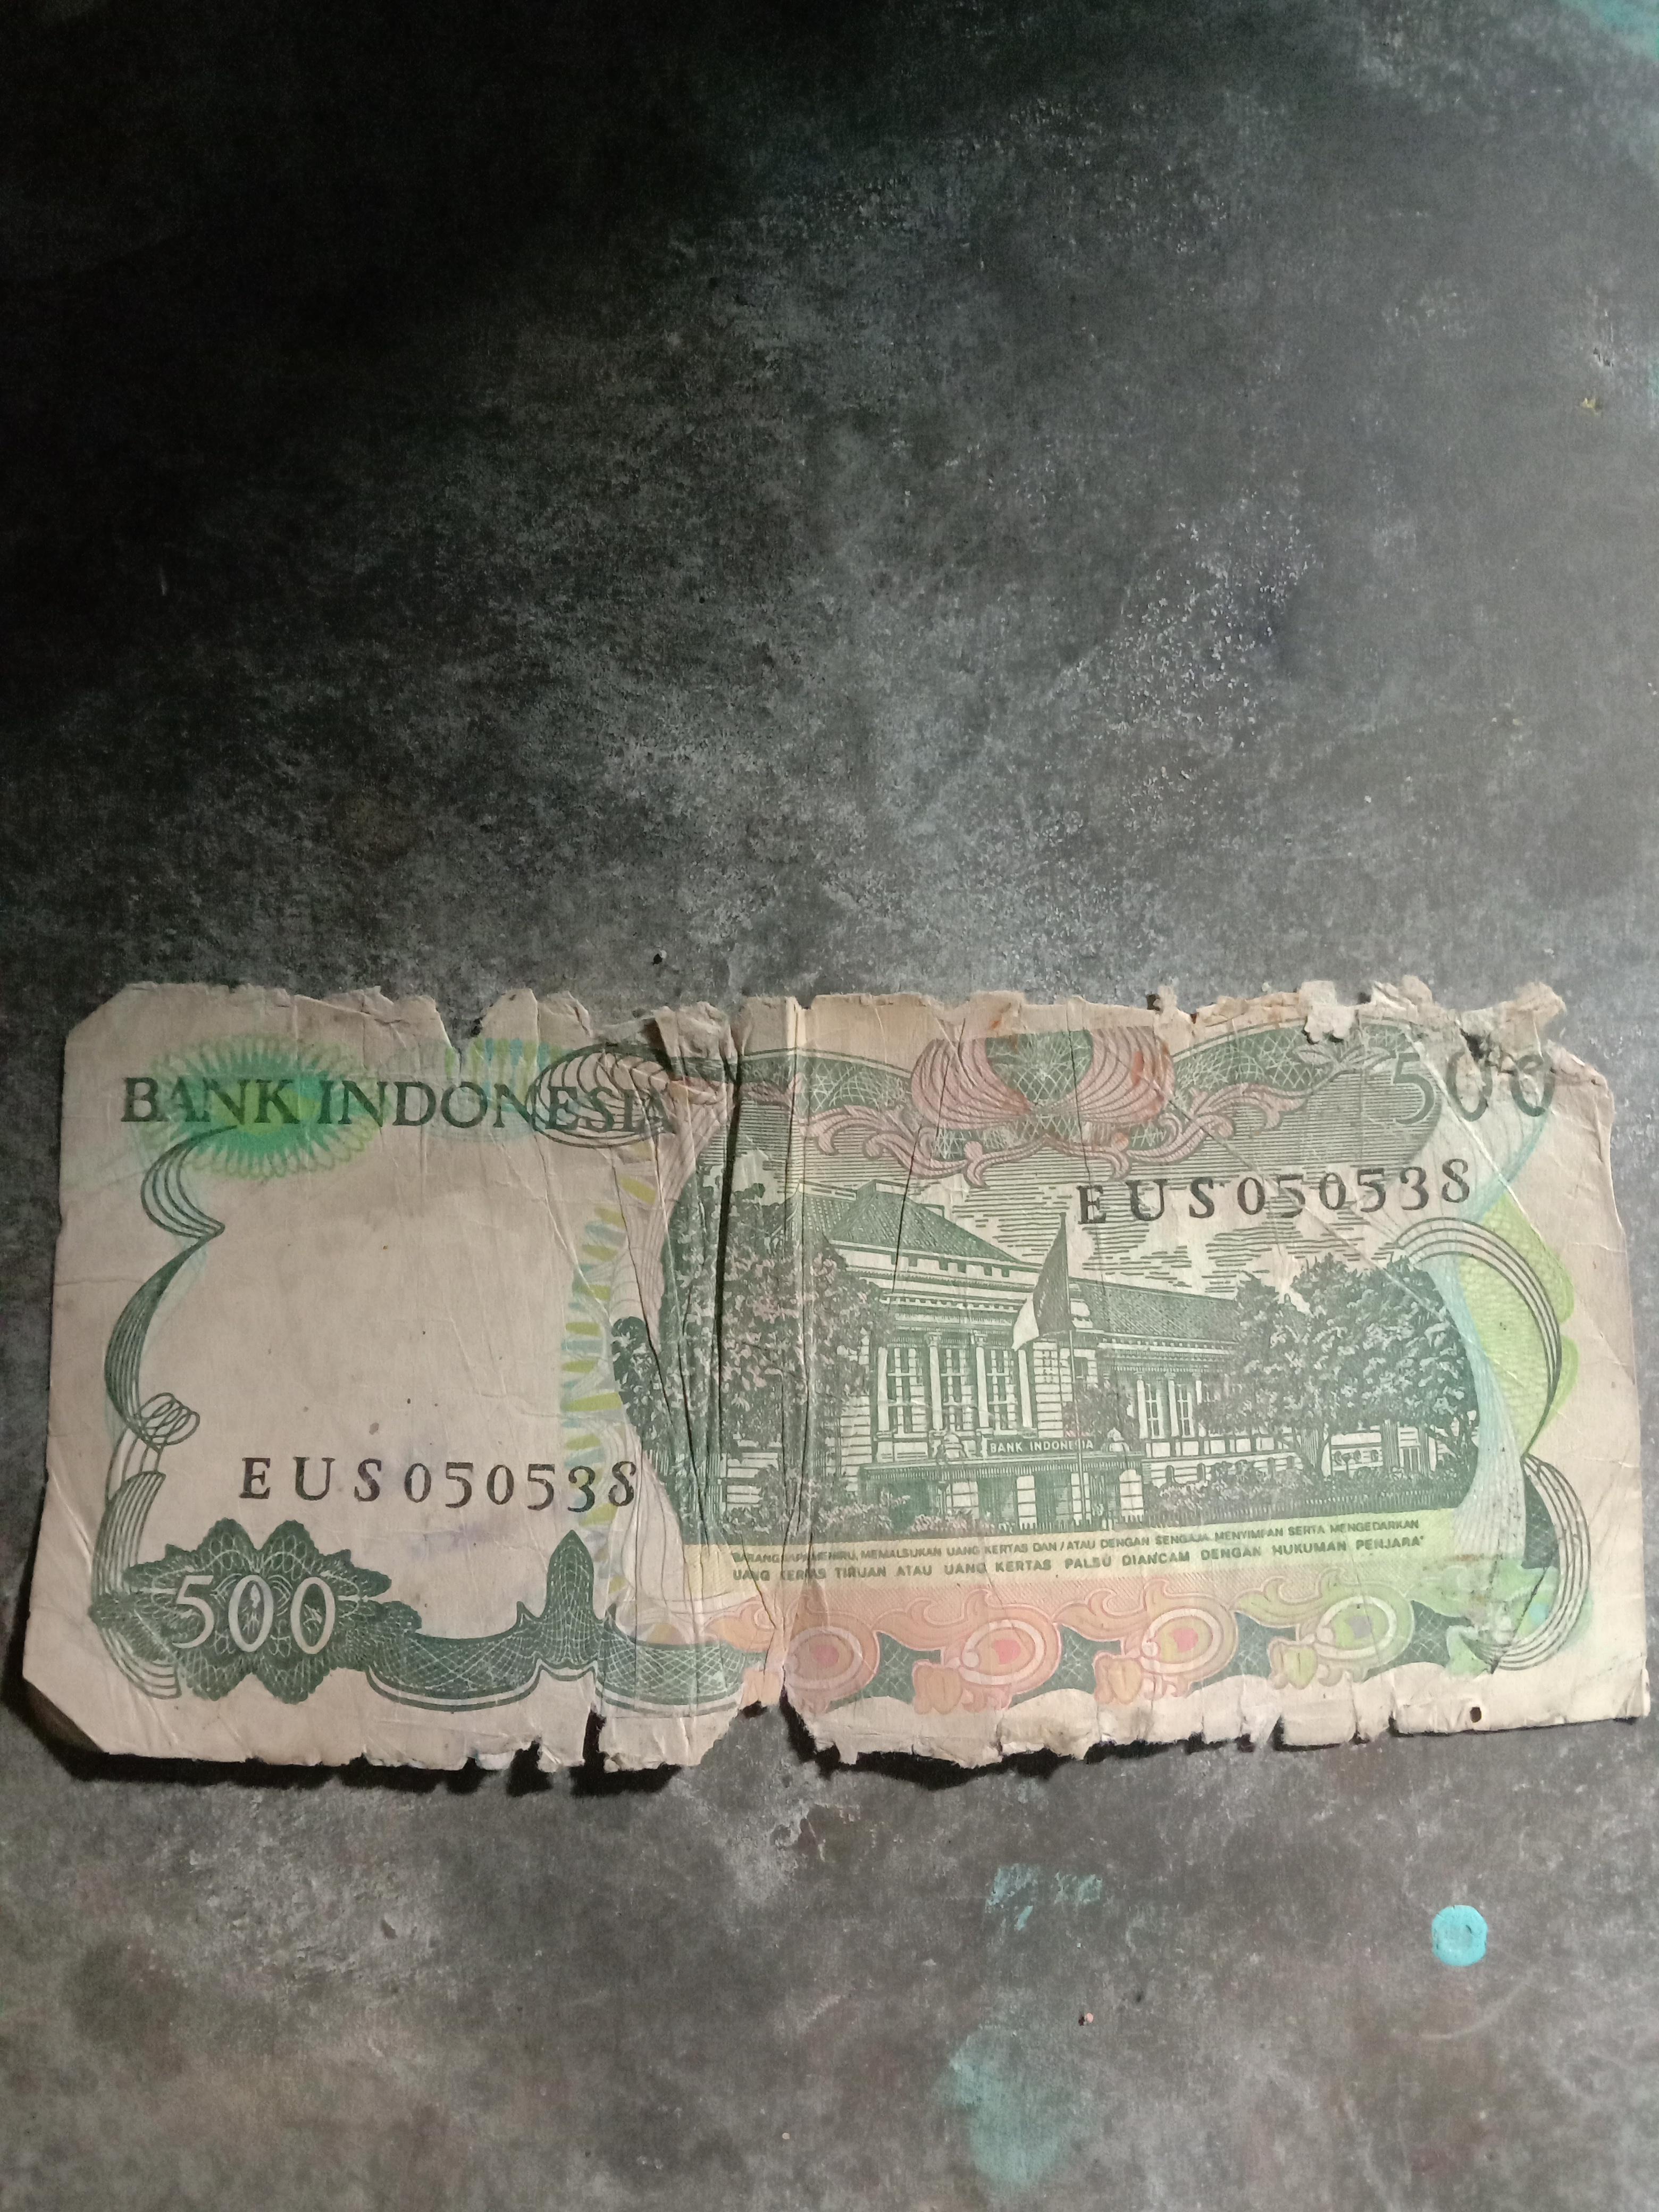 BANK INDONESIA
500
EUS050538
BANK INDONESIA
EUS050538
"BARANGSIAPA MENIRU, MEMALSUKAN UANG KERTAS DAN / ATAU DENGAN SENGAJA MENYIMPAN SERTA MENGEDARKAN
UANG KERTAS TIRUAN ATAU UANG KERTAS PALSU DIANCAM DENGAN HUKUMAN PENJARA"
500